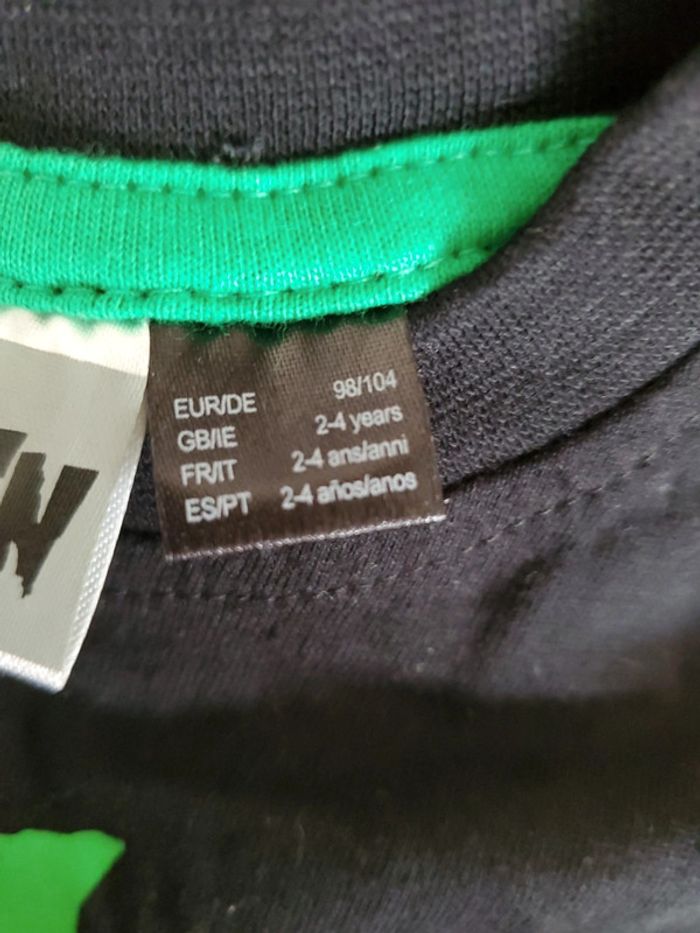 EUR/DE 98/104
GB/IE 2-4 years
FR/IT 2-4 ans/anni
ES/PT 2-4 años/anos